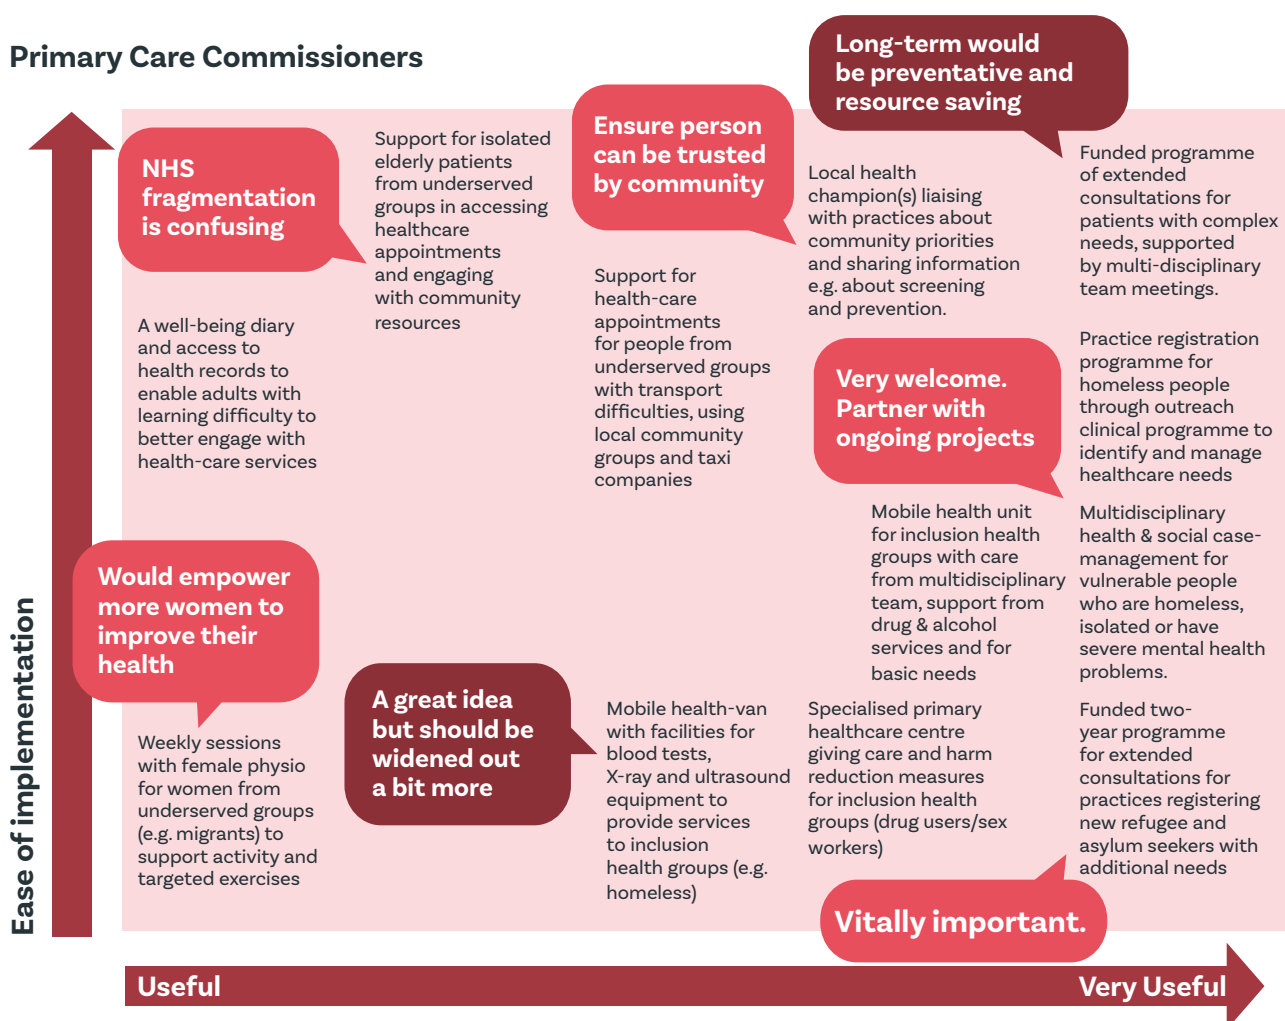 Primary Care Commissioners
Long-term would
be preventative and
resource saving
NHS
fragmentation
is confusing
Support for isolated
elderly patients
from underserved
groups in accessing
healthcare
appointments
and engaging
with community
resources
Ensure person
can be trusted
by community
Local health
champion(s) liaising
with practices about
community priorities
and sharing information
e.g. about screening
and prevention.
Funded programme
of extended
consultations for
patients with complex
needs, supported
by multi-disciplinary
team meetings.
A well-being diary
and access to
health records to
enable adults with
learning difficulty to
better engage with
health-care services
Support for
health-care
appointments
for people from
underserved groups
with transport
difficulties, using
local community
groups and taxi
companies
Very welcome.
Partner with
ongoing projects
Practice registration
programme for
homeless people
through outreach
clinical programme to
identify and manage
healthcare needs
Mobile health unit
for inclusion health
groups with care
from multidisciplinary
team, support from
drug & alcohol
services and for
basic needs
Multidisciplinary
health & social case-
management for
vulnerable people
who are homeless,
isolated or have
severe mental health
problems.
Would empower
more women to
improve their
health
Weekly sessions
with female physio
for women from
underserved groups
(e.g. migrants) to
support activity and
targeted exercises
A great idea
but should be
widened out
a bit more
Mobile health-van
with facilities for
blood tests,
X-ray and ultrasound
equipment to
provide services
to inclusion
health groups (e.g.
homeless)
Specialised primary
healthcare centre
giving care and harm
reduction measures
for inclusion health
groups (drug users/sex
workers)
Funded two-
year programme
for extended
consultations for
practices registering
new refugee and
asylum seekers with
additional needs
Vitally important.
Ease of implementation
Useful
Very Useful